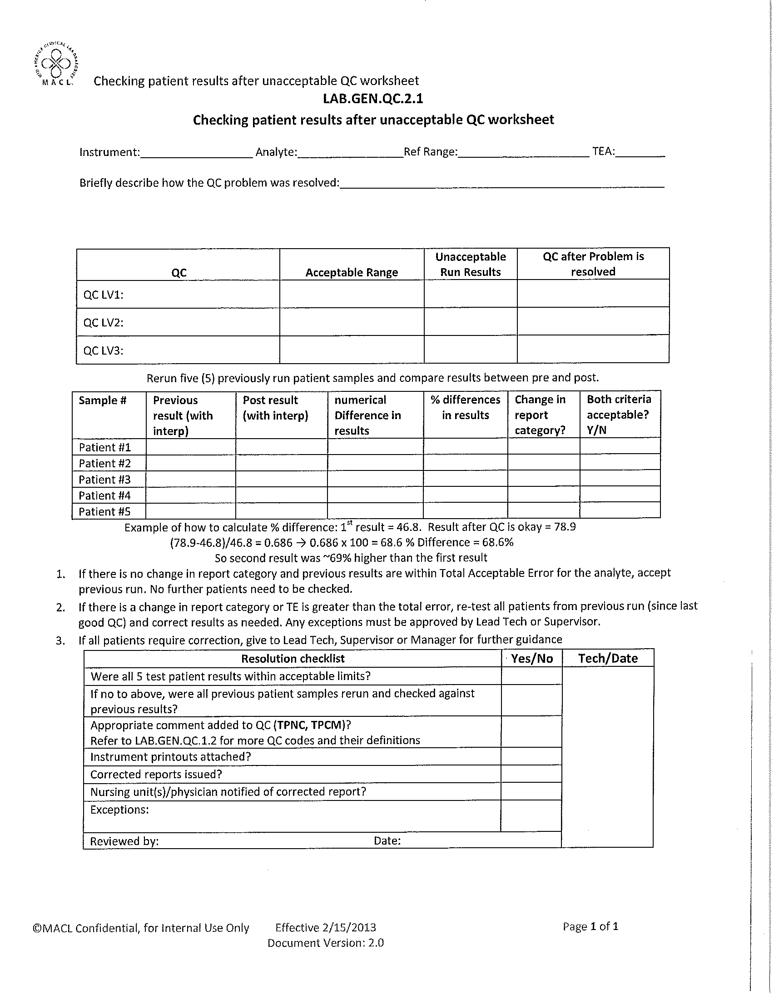 MID AMERICA CLINICAL LABORATORIES
MACL.
Checking patient results after unacceptable QC worksheet
LAB.GEN.QC.2.1
Checking patient results after unacceptable QC worksheet
Instrument:__________________ Analyte:_________________Ref Range:_____________________ TEA:________
Briefly describe how the QC problem was resolved:____________________________________________________
QC Acceptable Range Unacceptable Run Results QC after Problem is resolved
QC LV1:
QC LV2:
QC LV3:
Rerun five (5) previously run patient samples and compare results between pre and post.
Sample # Previous result (with interp) Post result (with interp) numerical Difference in results % differences in results Change in report category? Both criteria acceptable? Y/N
Patient #1
Patient #2
Patient #3
Patient #4
Patient #5
Example of how to calculate % difference: 1st result = 46.8. Result after QC is okay = 78.9
(78.9-46.8)/46.8 = 0.686 → 0.686 x 100 = 68.6 % Difference = 68.6%
So second result was ~69% higher than the first result
1. If there is no change in report category and previous results are within Total Acceptable Error for the analyte, accept
previous run. No further patients need to be checked.
2. If there is a change in report category or TE is greater than the total error, re-test all patients from previous run (since last
good QC) and correct results as needed. Any exceptions must be approved by Lead Tech or Supervisor.
3. If all patients require correction, give to Lead Tech, Supervisor or Manager for further guidance
Resolution checklist Yes/No Tech/Date
Were all 5 test patient results within acceptable limits?
If no to above, were all previous patient samples rerun and checked against
previous results?
Appropriate comment added to QC (TPNC, TPCM)?
Refer to LAB.GEN.QC.1.2 for more QC codes and their definitions
Instrument printouts attached?
Corrected reports issued?
Nursing unit(s)/physician notified of corrected report?
Exceptions:
Reviewed by: Date:
©MACL Confidential, for Internal Use Only Effective 2/15/2013 Page 1 of 1
Document Version: 2.0